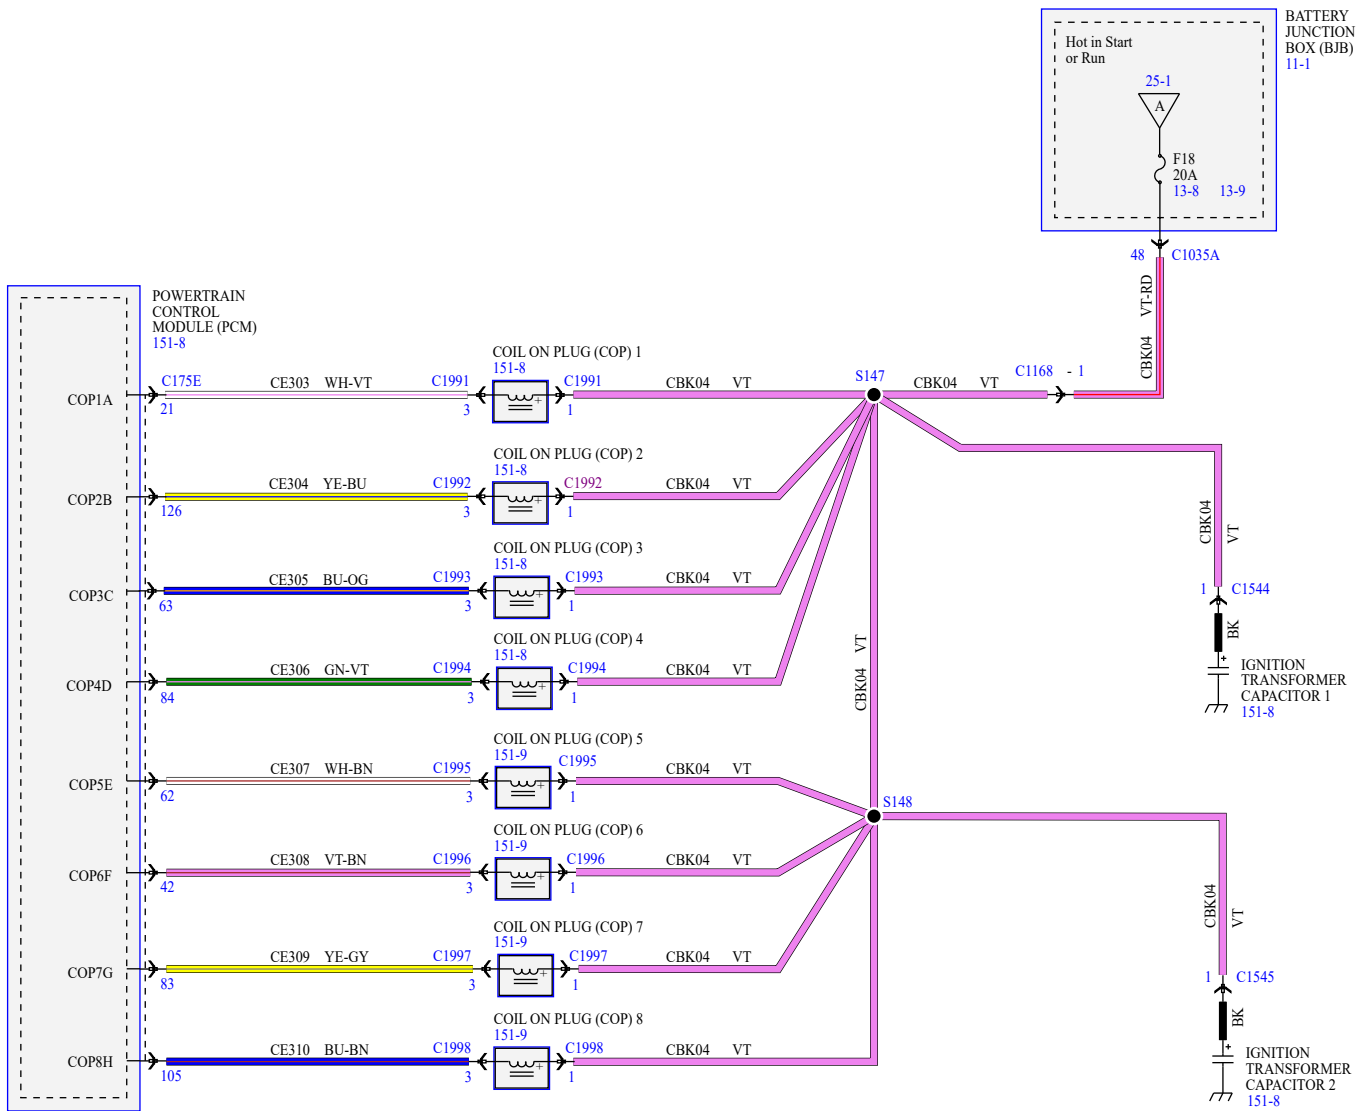 BATTERY
JUNCTION
BOX (BJB)
11-1
Hot in Start
or Run
25-1
A
F18
20A
13-8 13-9
48 C1035A
VT-RD
CBK04
POWERTRAIN
CONTROL
MODULE (PCM)
151-8
COIL ON PLUG (COP) 1
151-8
COP1A
C175E
21
CE303 WH-VT
C1991
3
+
C1991
1
CBK04 VT
S147
CBK04 VT
C1168 - 1
COIL ON PLUG (COP) 2
151-8
COP2B
126
CE304 YE-BU
C1992
3
+
C1992
1
CBK04 VT
COIL ON PLUG (COP) 3
151-8
COP3C
63
CE305 BU-OG
C1993
3
+
C1993
1
CBK04 VT
COIL ON PLUG (COP) 4
151-8
COP4D
84
CE306 GN-VT
C1994
3
+
C1994
1
CBK04 VT
CBK04 VT
CBK04
VT
1 C1544
BK
+
IGNITION
TRANSFORMER
CAPACITOR 1
151-8
COIL ON PLUG (COP) 5
151-9
COP5E
62
CE307 WH-BN
C1995
3
+
C1995
1
CBK04 VT
S148
COIL ON PLUG (COP) 6
151-9
COP6F
42
CE308 VT-BN
C1996
3
+
C1996
1
CBK04 VT
COIL ON PLUG (COP) 7
151-9
COP7G
83
CE309 YE-GY
C1997
3
+
C1997
1
CBK04 VT
COIL ON PLUG (COP) 8
151-9
COP8H
105
CE310 BU-BN
C1998
3
+
C1998
1
CBK04 VT
CBK04
VT
1 C1545
BK
+
IGNITION
TRANSFORMER
CAPACITOR 2
151-8